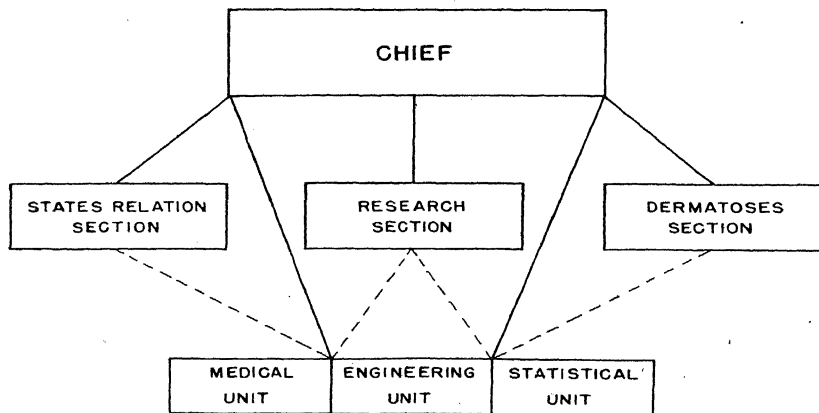 CHIEF
STATES RELATION
SECTION
RESEARCH
SECTION
DERMATOSES
SECTION
MEDICAL
UNIT
ENGINEERING
UNIT
STATISTICAL
UNIT